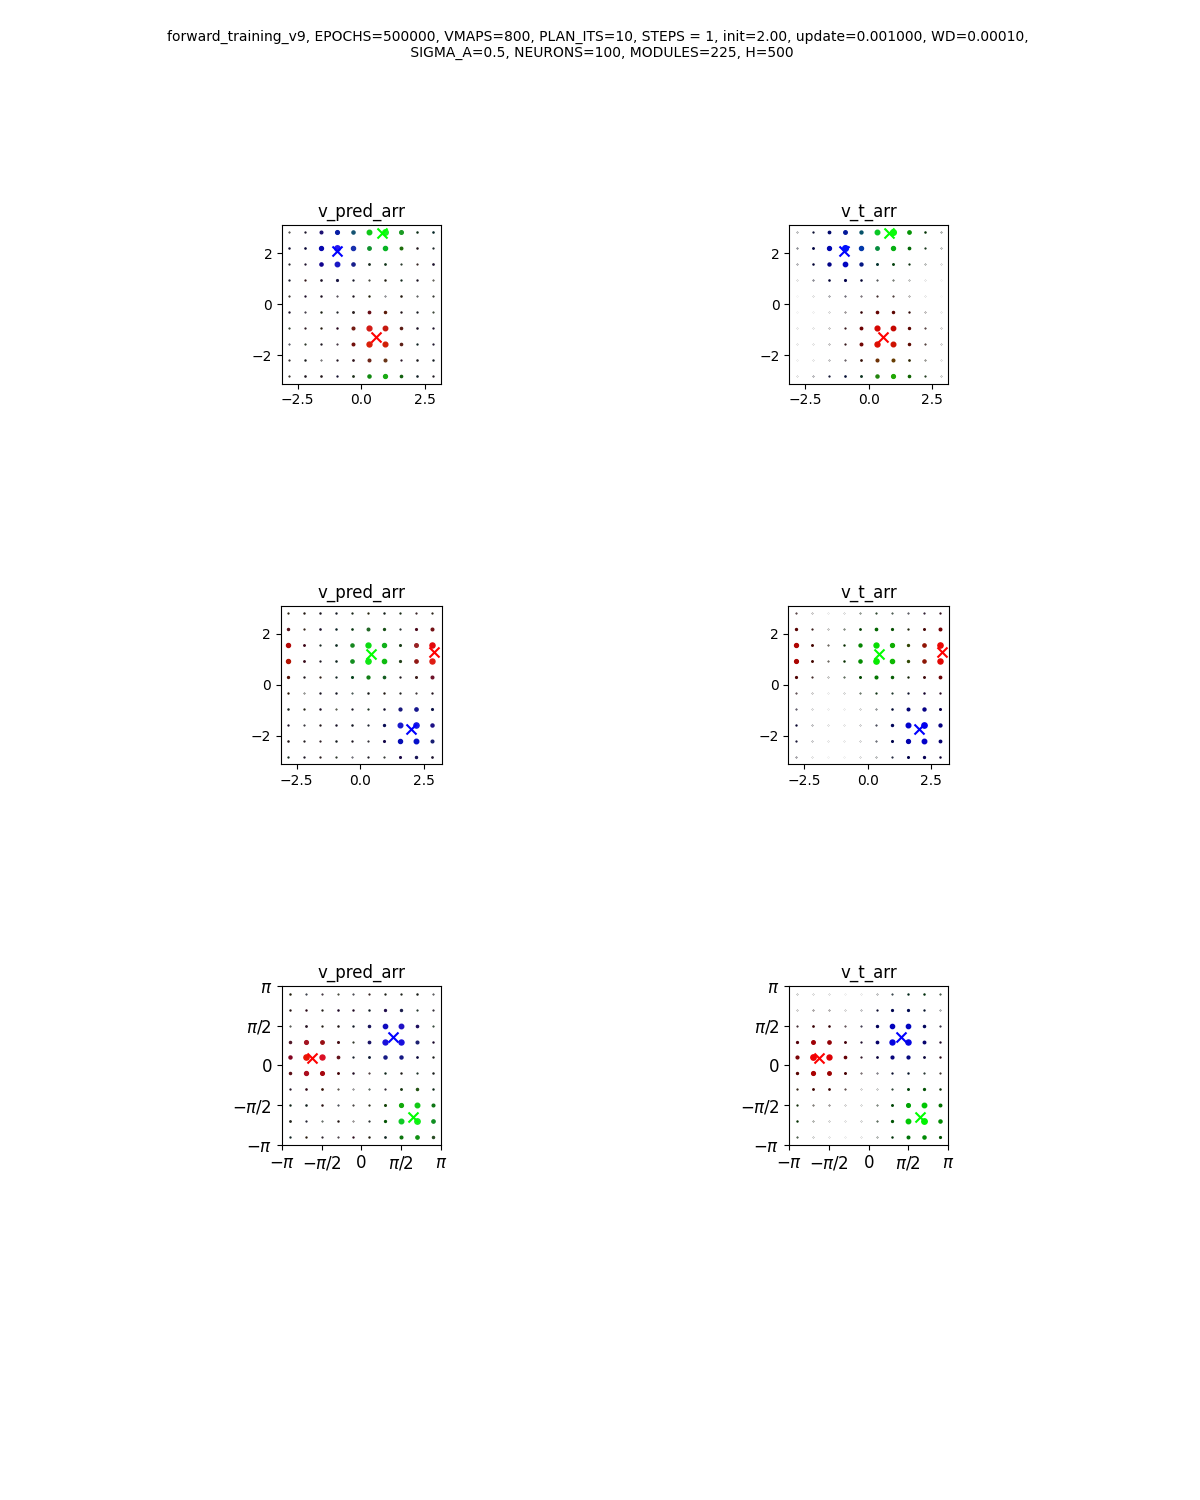 forward_training_v9, EPOCHS=500000, VMAPS=800, PLAN_ITS=10, STEPS = 1, init=2.00, update=0.001000, WD=0.00010,
SIGMA_A=0.5, NEURONS=100, MODULES=225, H=500
v_pred_arr
2
0
−2
−2.5 0.0 2.5
v_t_arr
2
0
−2
−2.5 0.0 2.5
v_pred_arr
2
0
−2
−2.5 0.0 2.5
v_t_arr
2
0
−2
−2.5 0.0 2.5
v_pred_arr
π
π/2
0
−π/2
−π
−π −π/2 0 π/2 π
v_t_arr
π
π/2
0
−π/2
−π
−π −π/2 0 π/2 π